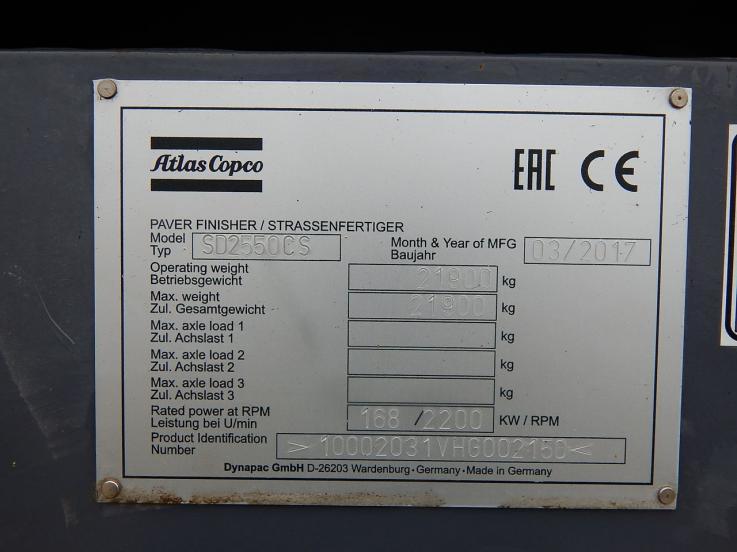 Atlas Copco
EAC CE
PAVER FINISHER / STRASSENFERTIGER
Model
Typ
SD2550CS
Month & Year of MFG
Baujahr
03/2017
Operating weight
Betriebsgewicht
21900 kg
Max. weight
Zul. Gesamtgewicht
21900 kg
Max. axle load 1
Zul. Achslast 1
kg
Max. axle load 2
Zul. Achslast 2
kg
Max. axle load 3
Zul. Achslast 3
kg
Rated power at RPM
Leistung bei U/min
168 / 2200 KW / RPM
Product Identification
Number
>10002031VHG002150<
Dynapac GmbH D-26203 Wardenburg • Germany • Made in Germany